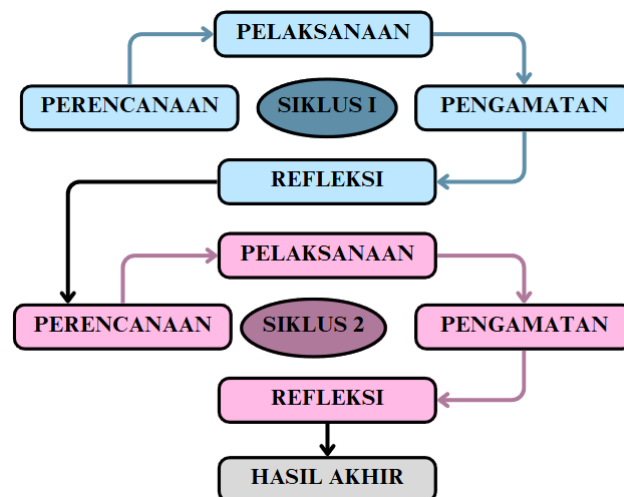 PELAKSANAAN
PERENCANAAN
SIKLUS I
PENGAMATAN
REFLEKSI
PELAKSANAAN
PERENCANAAN
SIKLUS 2
PENGAMATAN
REFLEKSI
HASIL AKHIR